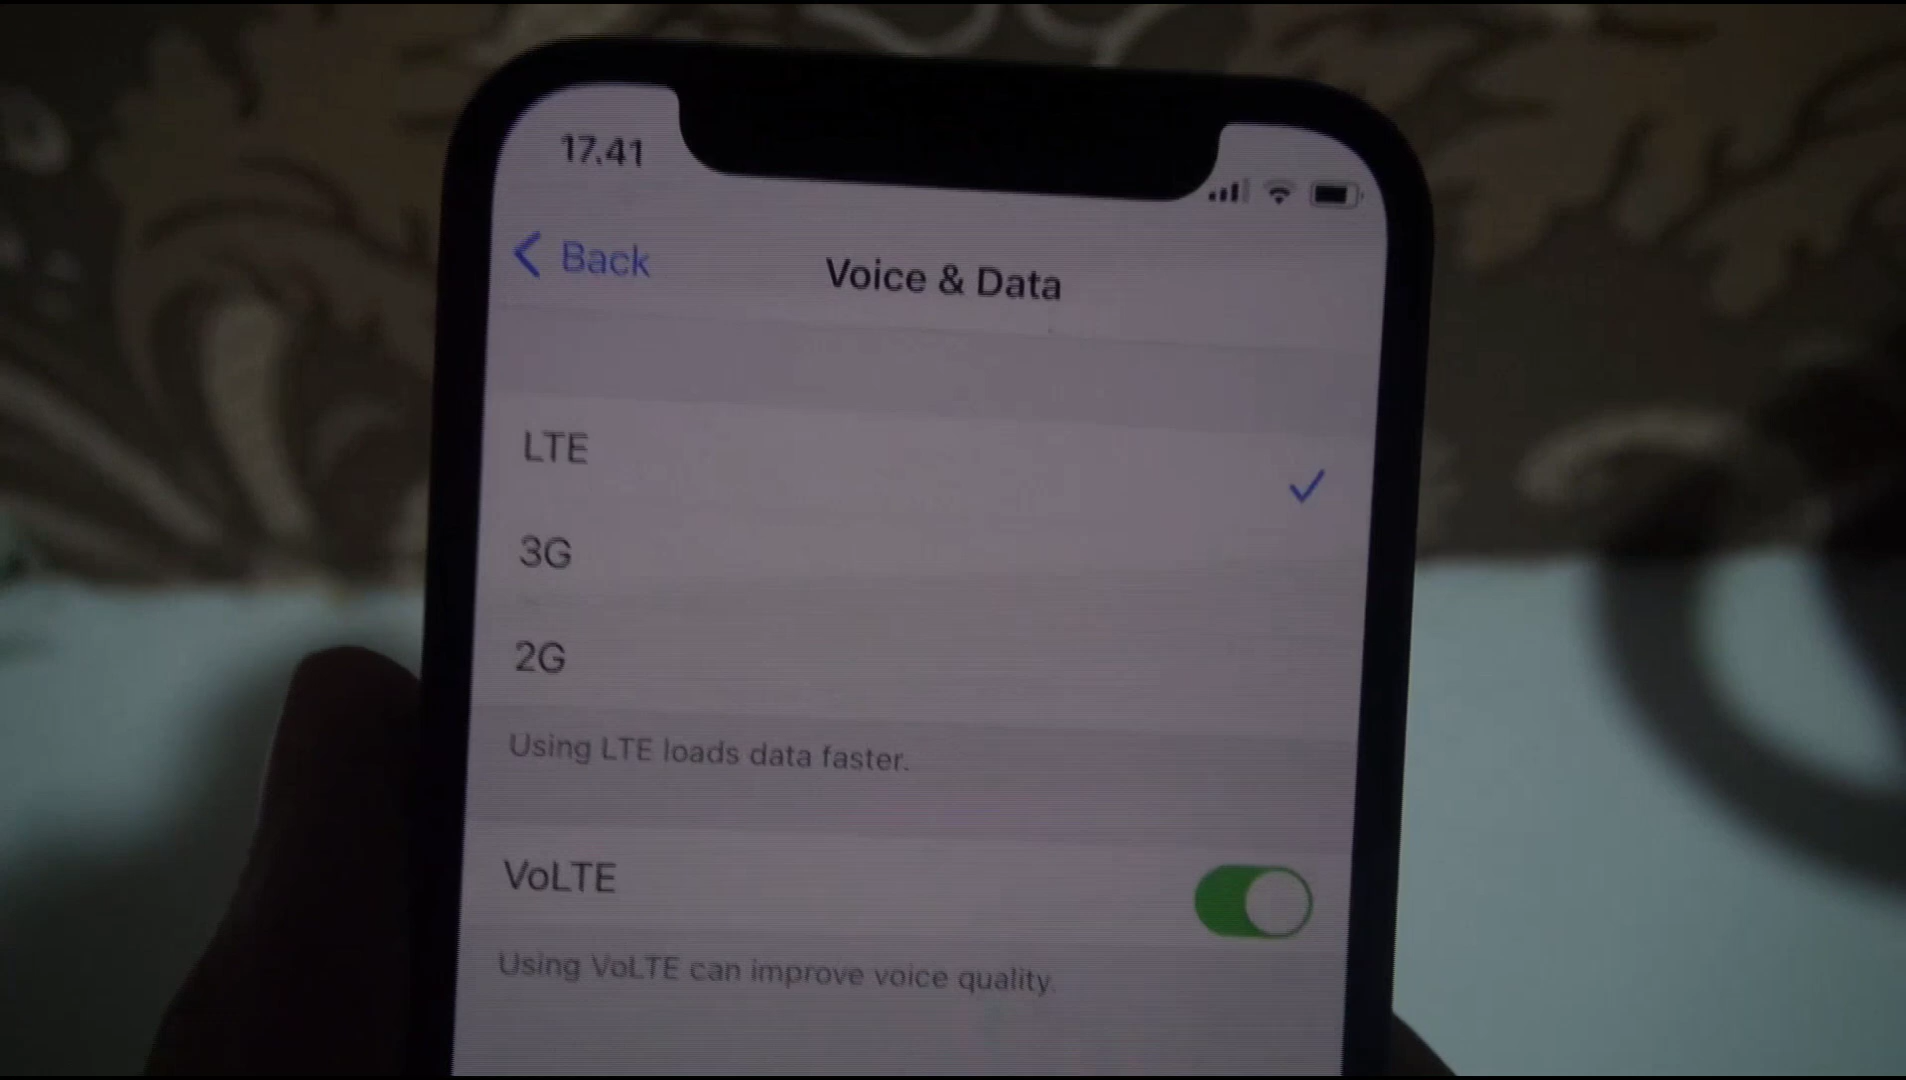 17.41
Back
Voice & Data
LTE
3G
2G
Using LTE loads data faster.
VoLTE
Using VoLTE can improve voice quality.